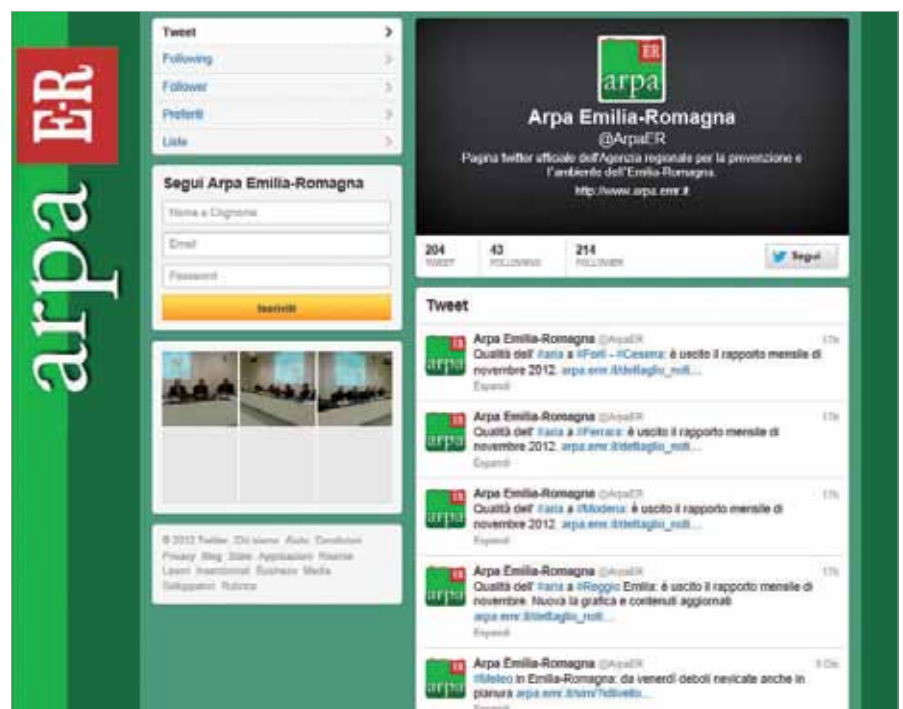 arpa E-R
Tweet
Following
Follower
Preferiti
Liste
Segui Arpa Emilia-Romagna
Nome e Cognome
Email
Password
Iscriviti
© 2012 Twitter Chi siamo Aiuto Condizioni
Privacy Blog Stato Applicazioni Risorse
Lavori Inserzionisti Business Media
Sviluppatori Rubrica
ER
arpa
Arpa Emilia-Romagna
@ArpaER
Pagina twitter ufficiale dell'Agenzia regionale per la prevenzione e
l'ambiente dell'Emilia-Romagna.
http://www.arpa.emr.it
204 43 214
TWEET FOLLOWING FOLLOWER
Segui
Tweet
Arpa Emilia-Romagna @ArpaER 17h
Qualità dell' #aria a #Forlì - #Cesena: è uscito il rapporto mensile di
novembre 2012. arpa.emr.it/dettaglio_noti...
Espandi
Arpa Emilia-Romagna @ArpaER 17h
Qualità dell' #aria a #Ferrara: è uscito il rapporto mensile di
novembre 2012. arpa.emr.it/dettaglio_noti...
Espandi
Arpa Emilia-Romagna @ArpaER 17h
Qualità dell' #aria a #Modena: è uscito il rapporto mensile di
novembre 2012. arpa.emr.it/dettaglio_noti...
Espandi
Arpa Emilia-Romagna @ArpaER 17h
Qualità dell' #aria a #Reggio Emilia: è uscito il rapporto mensile di
novembre. Nuova la grafica e contenuti aggiornati
arpa.emr.it/dettaglio_noti...
Espandi
Arpa Emilia-Romagna @ArpaER Dic
#Meteo in Emilia-Romagna: da venerdì deboli nevicate anche in
pianura
Espandi